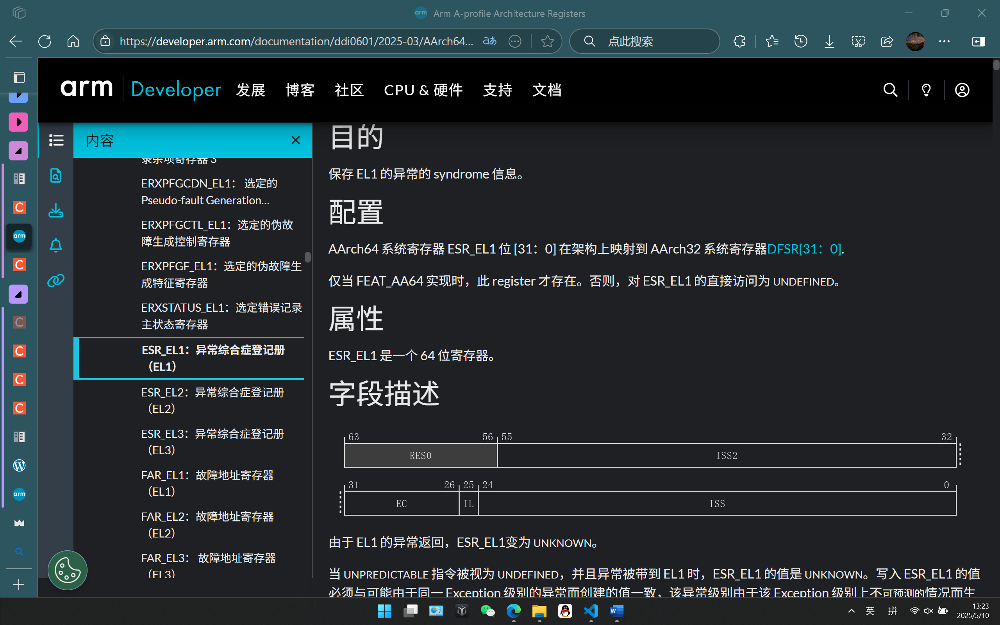 arm Arm A-profile Architecture Registers
https://developer.arm.com/documentation/ddi0601/2025-03/AArch64...
aあ
点此搜索
arm Developer 发展 博客 社区 CPU & 硬件 支持 文档
内容
录杂项寄存器 3
ERXPFGCDN_EL1： 选定的
Pseudo-fault Generation...
ERXPFGCTL_EL1：选定的伪故
障生成控制寄存器
ERXPFGF_EL1：选定的伪故障生
成特征寄存器
ERXSTATUS_EL1：选定错误记录
主状态寄存器
ESR_EL1：异常综合症登记册
（EL1）
ESR_EL2：异常综合症登记册
（EL2）
ESR_EL3：异常综合症登记册
（EL3）
FAR_EL1：故障地址寄存器
（EL1）
FAR_EL2：故障地址寄存器
（EL2）
FAR_EL3： 故障地址寄存器
（EL3）
目的
保存 EL1 的异常的 syndrome 信息。
配置
AArch64 系统寄存器 ESR_EL1 位 [31：0] 在架构上映射到 AArch32 系统寄存器DFSR[31：0].
仅当 FEAT_AA64 实现时，此 register 才存在。否则，对 ESR_EL1 的直接访问为 UNDEFINED。
属性
ESR_EL1 是一个 64 位寄存器。
字段描述
63 56 55 32
RES0 ISS2
31 26 25 24 0
EC IL ISS
由于 EL1 的异常返回，ESR_EL1变为 UNKNOWN。
当 UNPREDICTABLE 指令被视为 UNDEFINED，并且异常被带到 EL1 时，ESR_EL1 的值是 UNKNOWN。写入 ESR_EL1 的值
必须与可能由于同一 Exception 级别的异常而创建的值一致，该异常级别由于该 Exception 级别上不可预测的情况而生
C
arm
C
C
C
C
C
arm
W
英 拼
13:23
2025/5/10